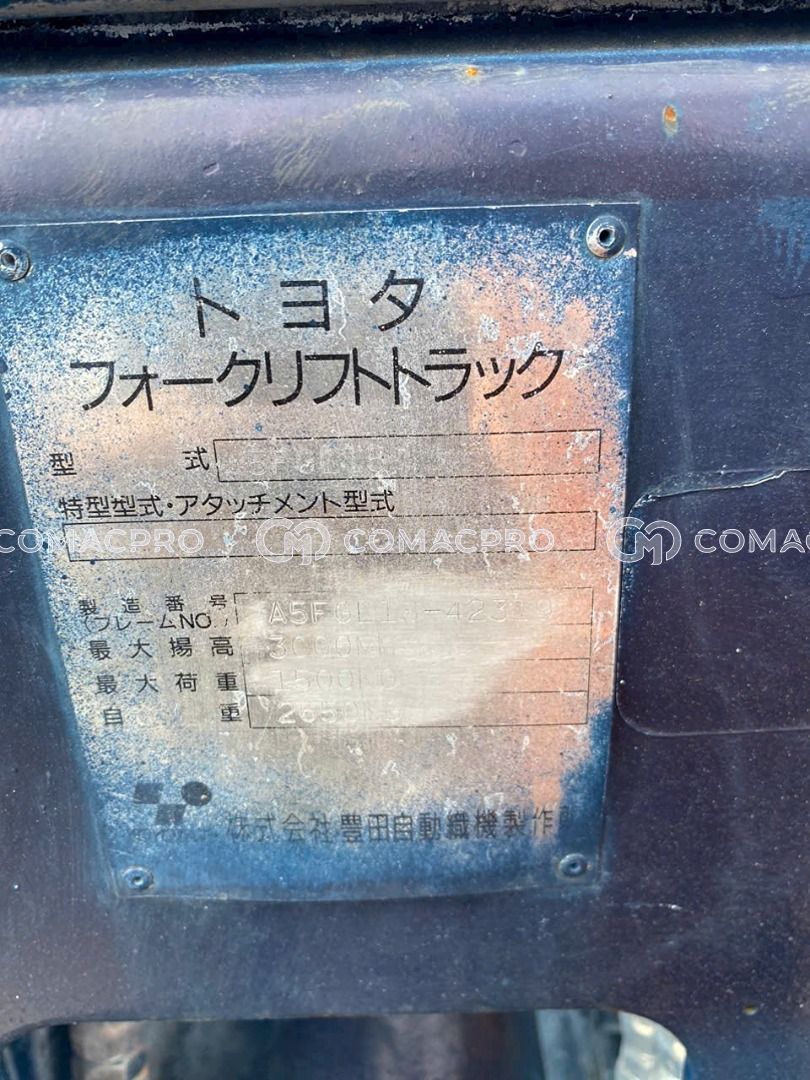 トヨタ
フォークリフトトラック
型 式
特型型式・アタッチメント型式
COMACPRO COMACPRO COMAC
製造番号
(フレームNO.)
最大揚高 3000MM
最大荷重 1500KG
自 重
株式会社 豊田自動織機製作